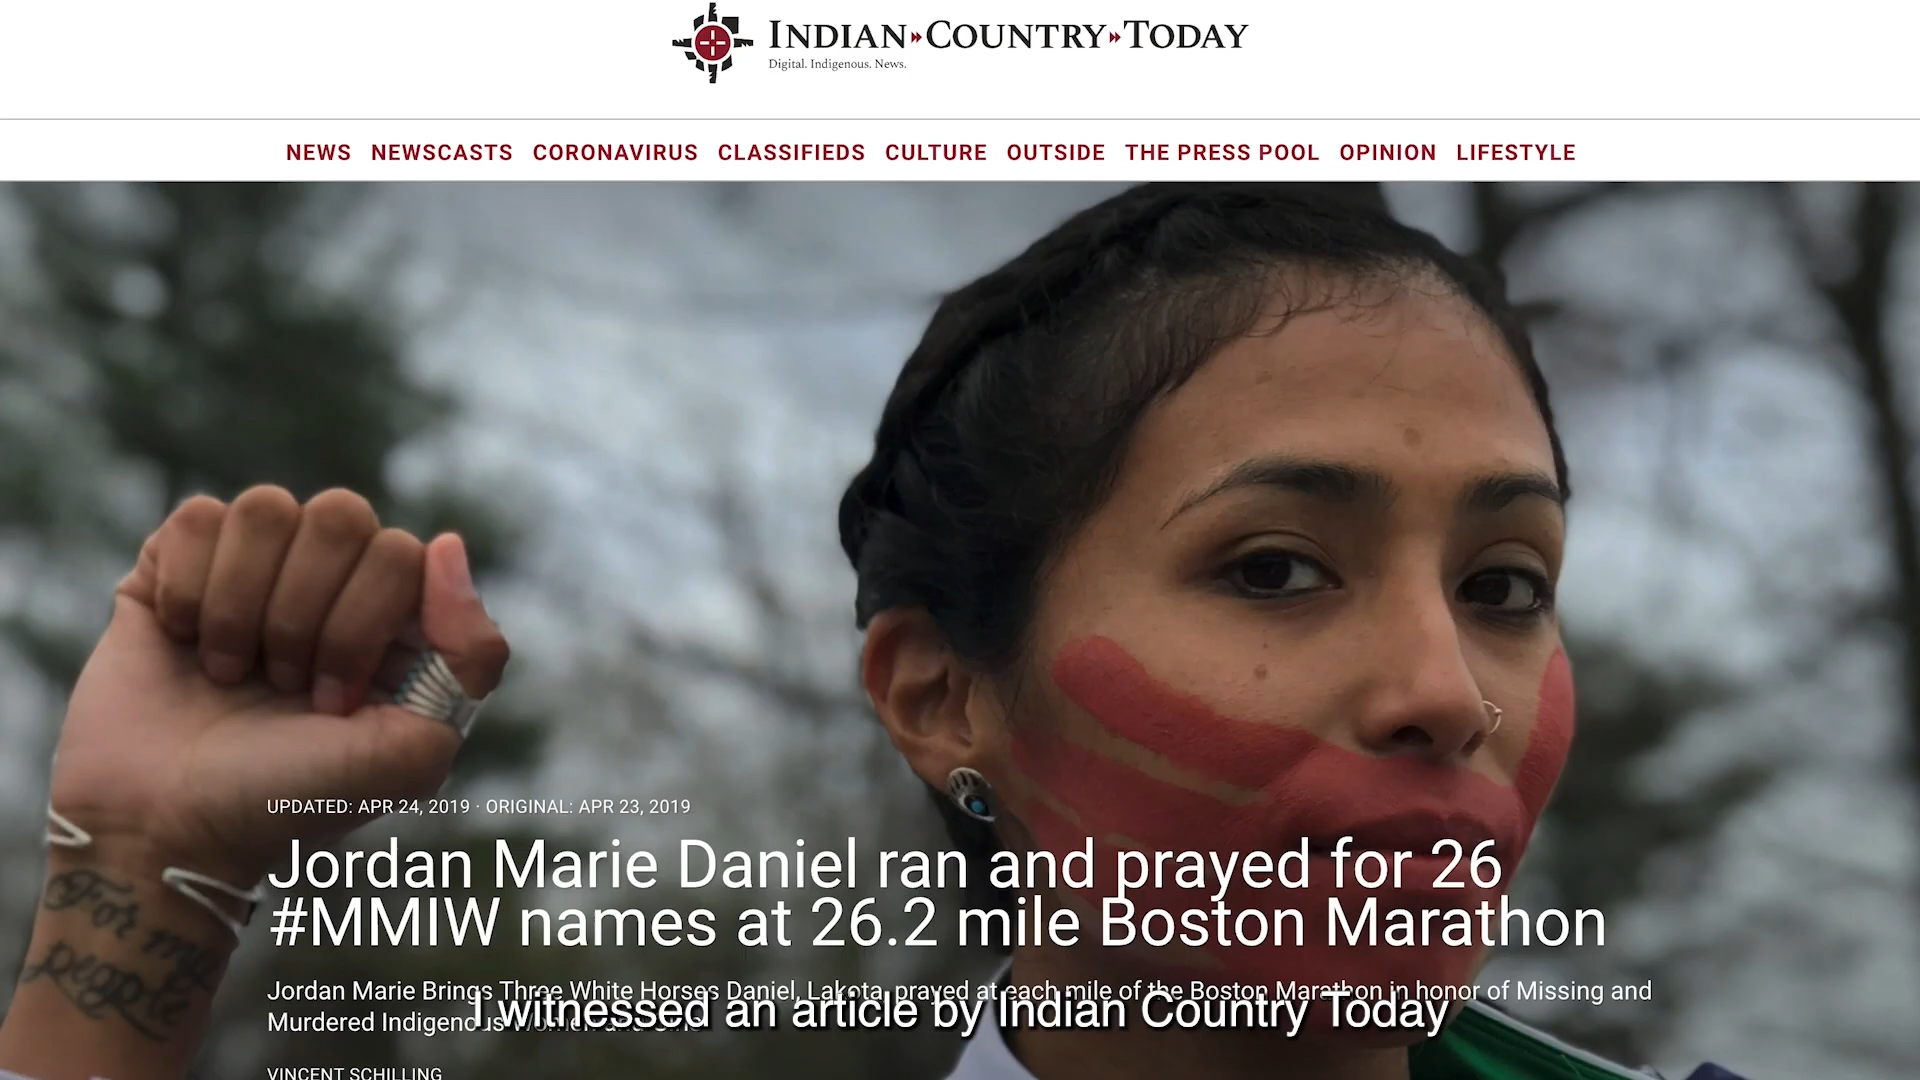 INDIAN COUNTRY TODAY
Digital. Indigenous. News.
NEWS NEWSCASTS CORONAVIRUS CLASSIFIEDS CULTURE OUTSIDE THE PRESS POOL OPINION LIFESTYLE
For my
people
UPDATED: APR 24, 2019 · ORIGINAL: APR 23, 2019
Jordan Marie Daniel ran and prayed for 26
#MMIW names at 26.2 mile Boston Marathon
Jordan Marie Brings Three White Horses Daniel, Lakota, prayed at each mile of the Boston Marathon in honor of Missing and
Murdered Indigenous
I witnessed an article by Indian Country Today
VINCENT SCHILLING